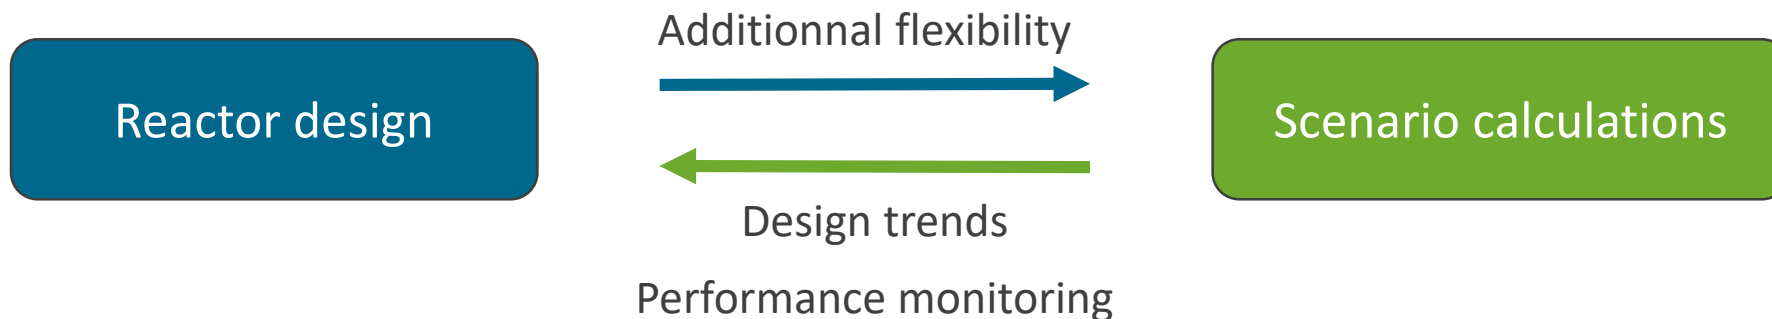 Additionnal flexibility
Reactor design
Scenario calculations
Design trends
Performance monitoring